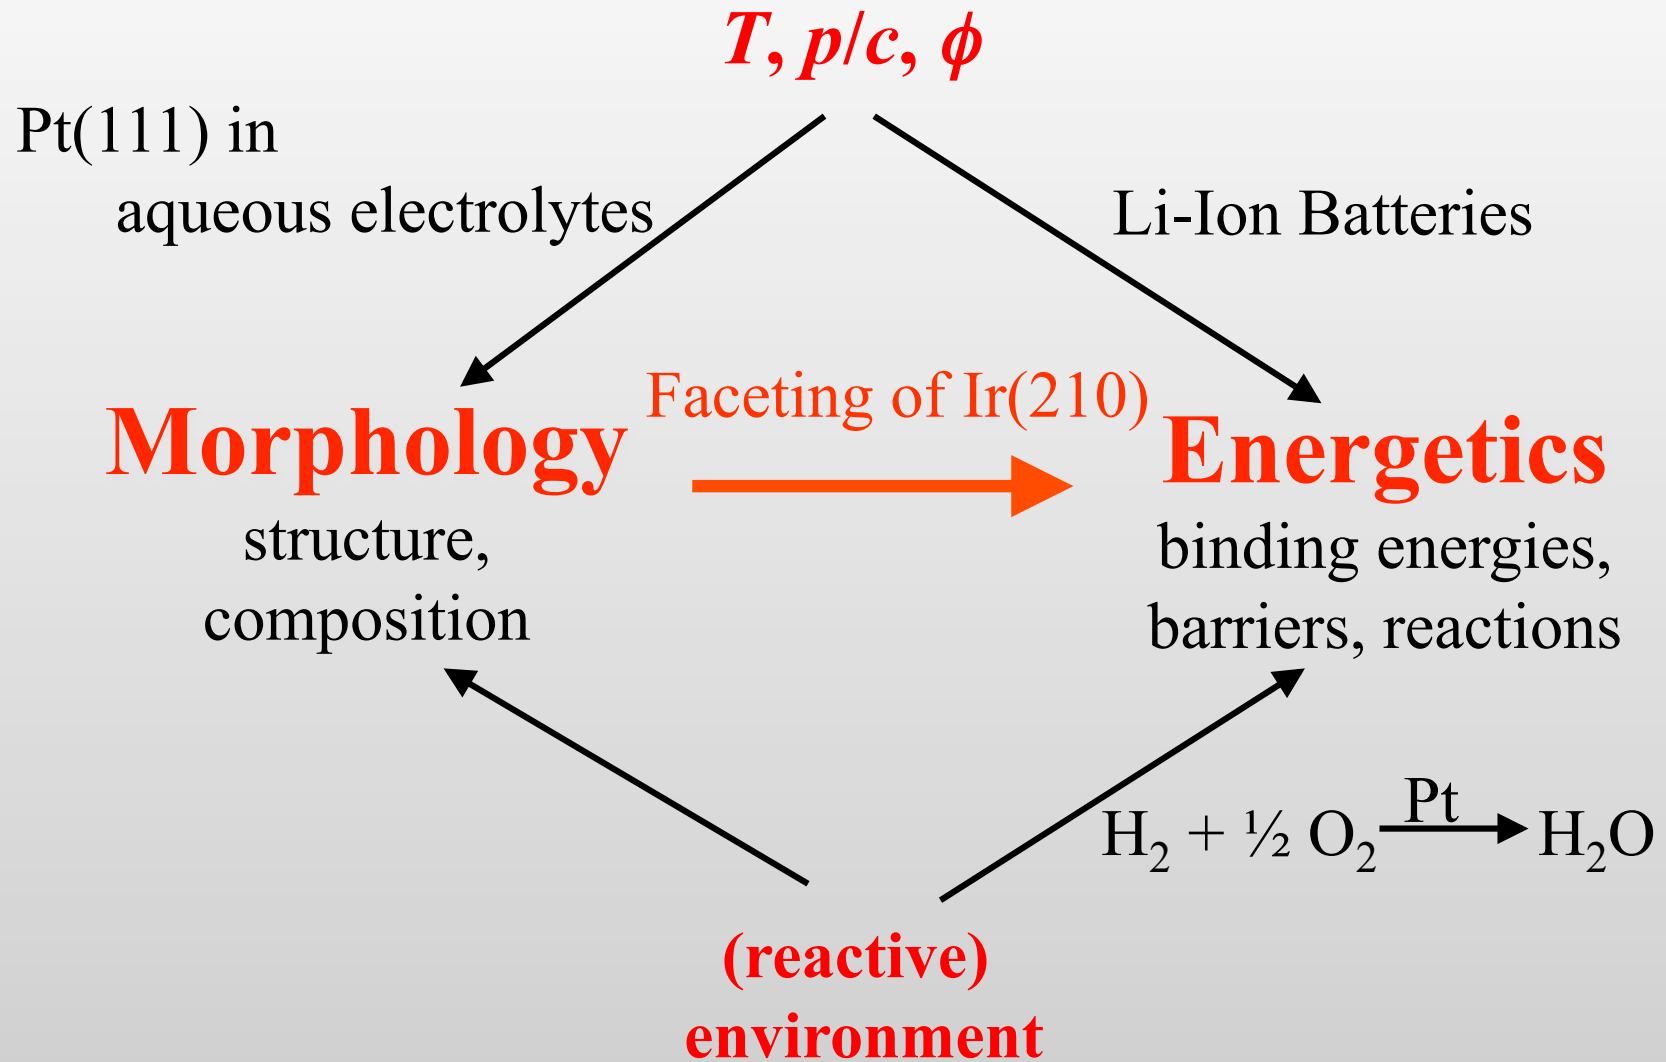 T, p/c, ϕ
Pt(111) in
aqueous electrolytes
Li-Ion Batteries
Faceting of Ir(210)
Morphology
Energetics
structure,
composition
binding energies,
barriers, reactions
Pt
H₂ + ½ O₂ → H₂O
(reactive)
environment